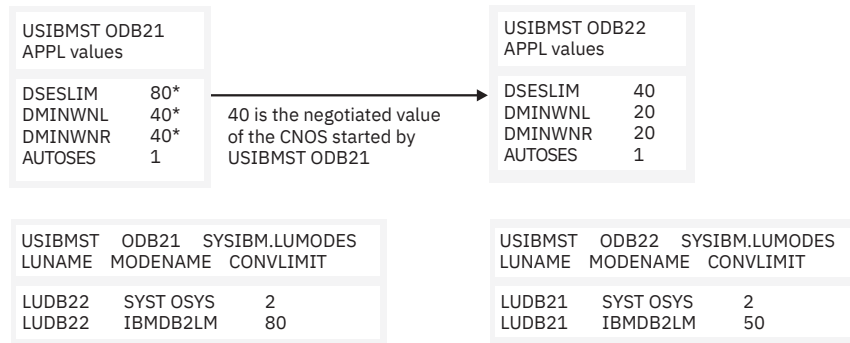 USIBMST ODB21
APPL values
DSESLIM 80*
DMINWNL 40*
DMINWNR 40*
AUTOSES 1
40 is the negotiated value
of the CNOS started by
USIBMST ODB21
USIBMST ODB22
APPL values
DSESLIM 40
DMINWNL 20
DMINWNR 20
AUTOSES 1
USIBMST ODB21 SYSIBM.LUMODES
LUNAME MODENAME CONVLIMIT
LUDB22 SYST OSYS 2
LUDB22 IBMDB2LM 80
USIBMST ODB22 SYSIBM.LUMODES
LUNAME MODENAME CONVLIMIT
LUDB21 SYST OSYS 2
LUDB21 IBMDB2LM 50